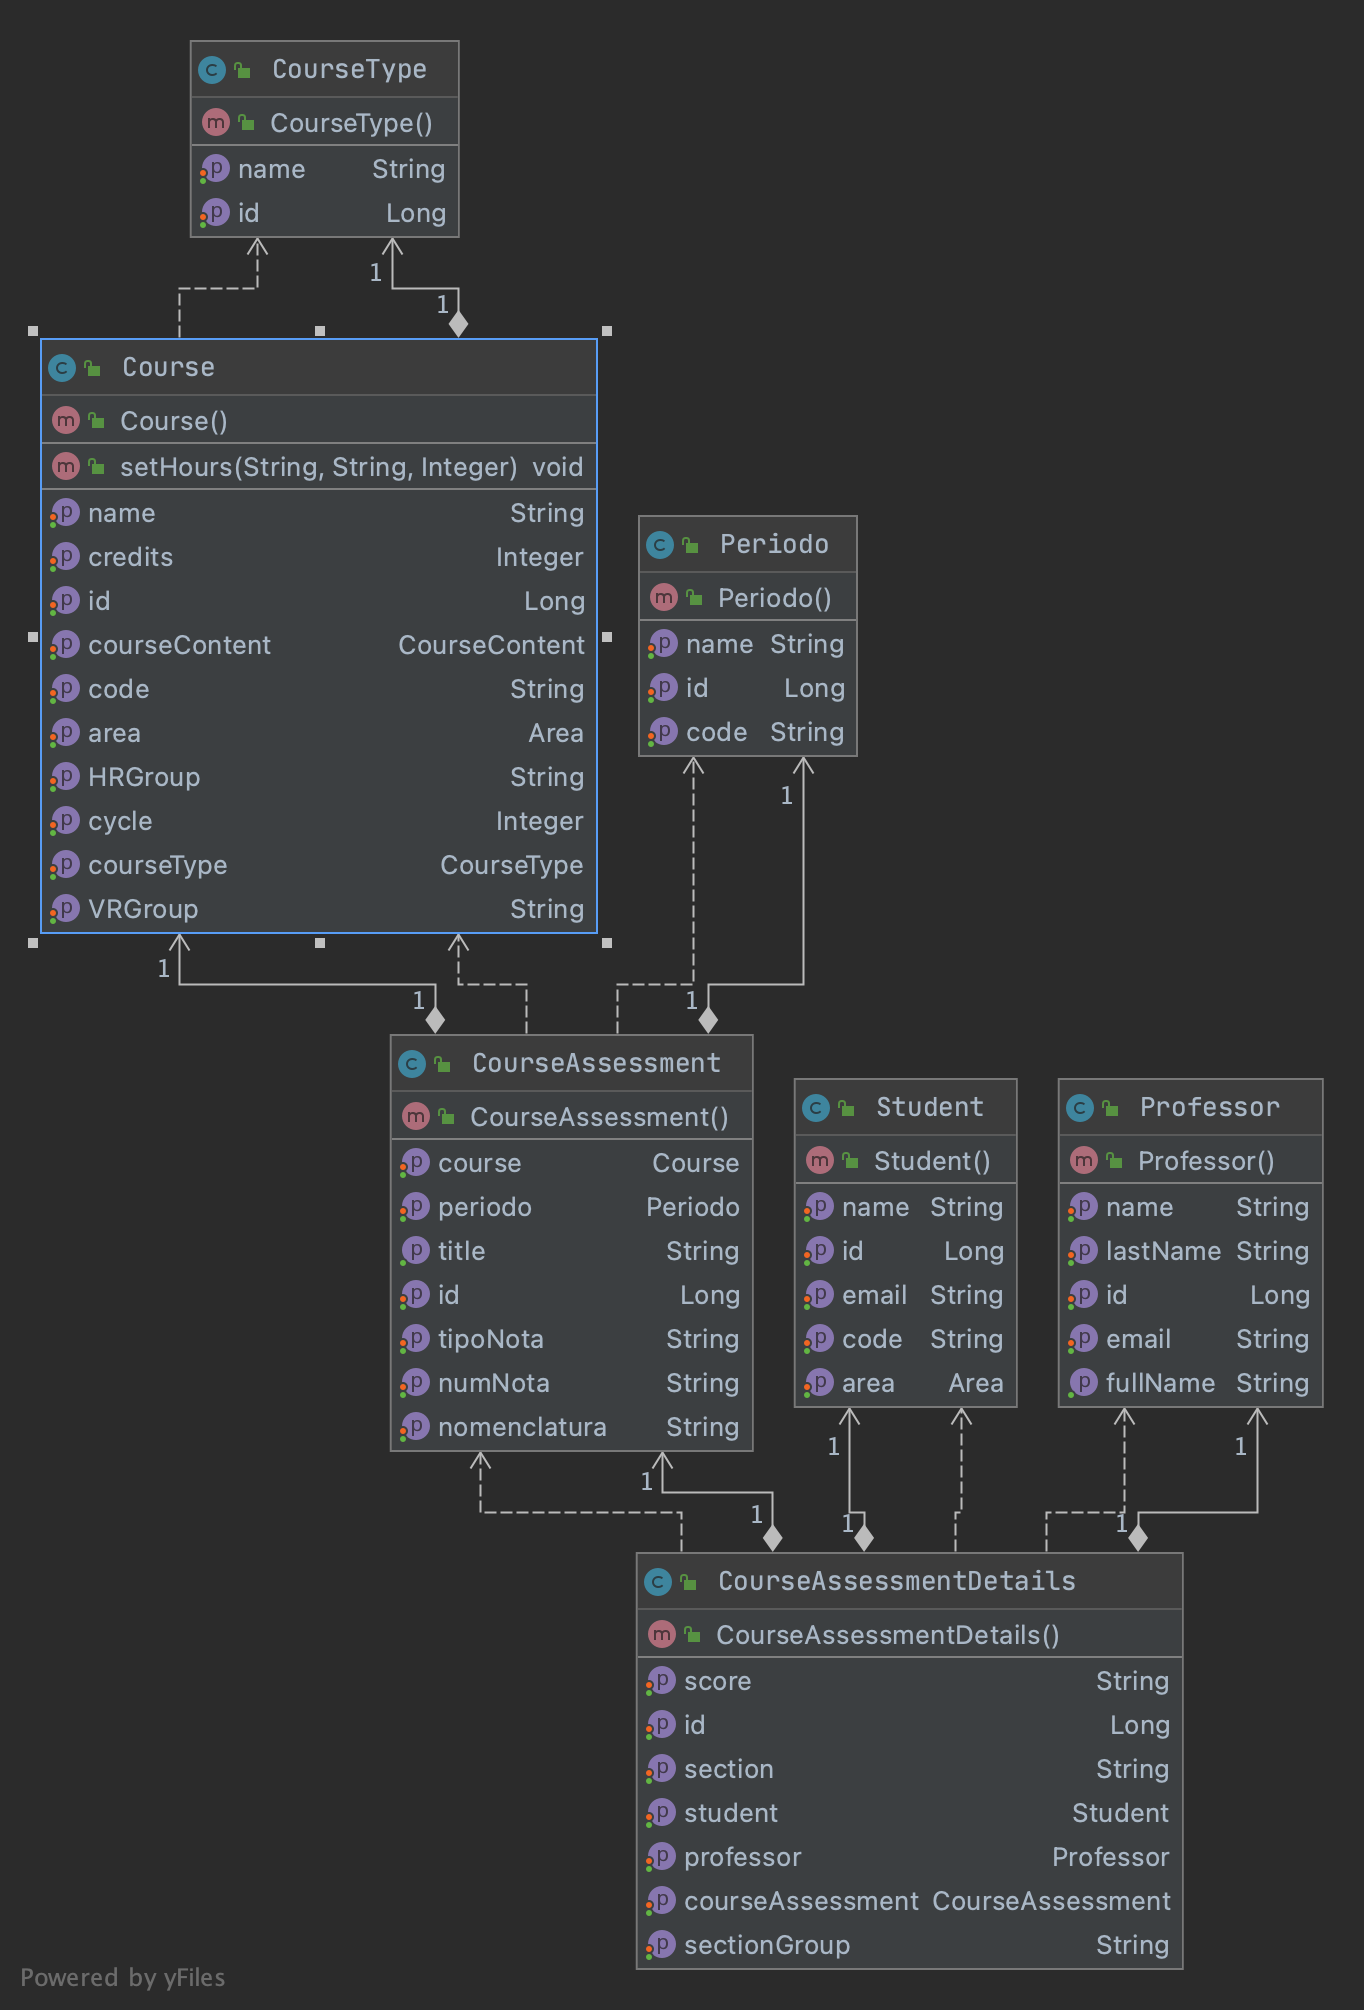 CourseType
CourseType()
name String
id Long
1
1
Course
Course()
setHours(String, String, Integer) void
name String
credits Integer
id Long
courseContent CourseContent
code String
area Area
HRGroup String
cycle Integer
courseType CourseType
VRGroup String
Periodo
Periodo()
name String
id Long
code String
1
1
1
1
CourseAssessment
CourseAssessment()
course Course
periodo Periodo
title String
id Long
tipoNota String
numNota String
nomenclatura String
Student
Student()
name String
id Long
email String
code String
area Area
Professor
Professor()
name String
lastName String
id Long
email String
fullName String
1
1
1
1
1
1
CourseAssessmentDetails
CourseAssessmentDetails()
score String
id Long
section String
student Student
professor Professor
courseAssessment CourseAssessment
sectionGroup String
Powered by yFiles